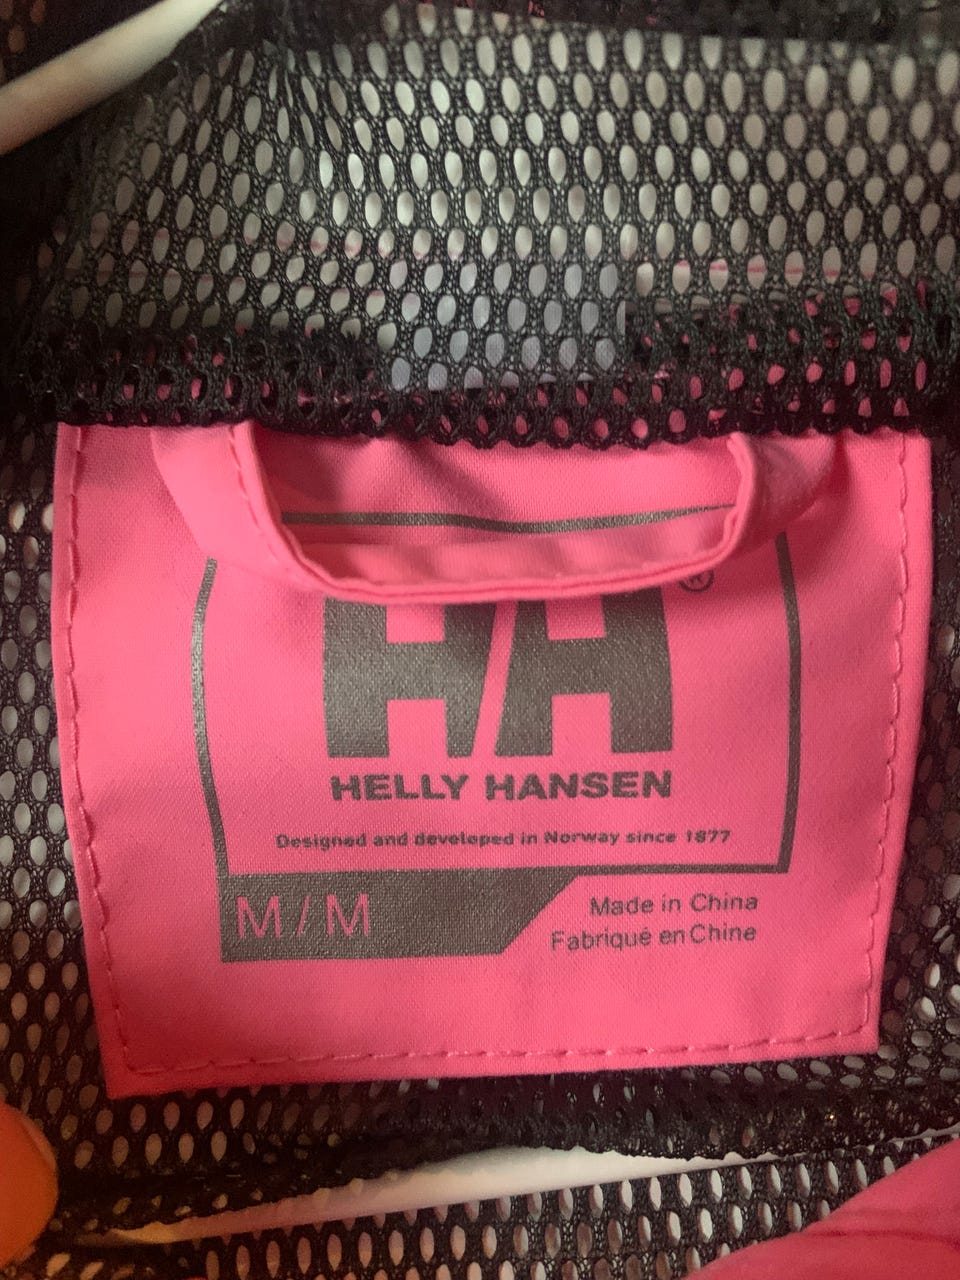 HH®
HELLY HANSEN
Designed and developed in Norway since 1877
M/M
Made in China
Fabriqué en Chine